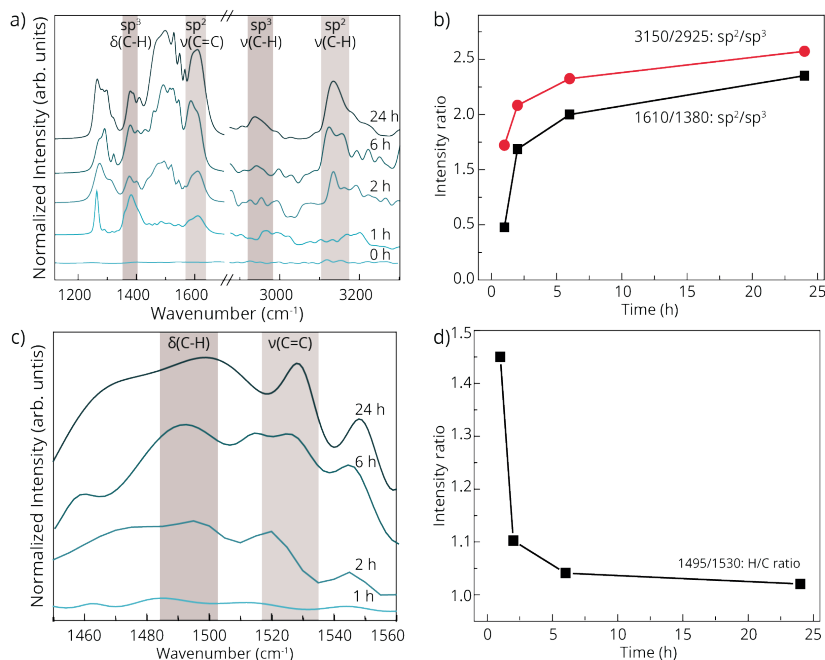 a)
sp³
δ(C-H)
sp²
ν(C=C)
sp³
ν(C-H)
sp²
ν(C-H)
Normalized Intensity (arb. units)
24 h
6 h
2 h
1 h
0 h
1200 1400 1600 3000 3200
Wavenumber (cm⁻¹)
b)
Intensity ratio
2.5
2.0
1.5
0.5
0.0
3150/2925: sp²/sp³
1610/1380: sp²/sp³
0 5 10 15 20 25
Time (h)
c)
Normalized Intensity (arb. untis)
δ(C-H)
ν(C=C)
24 h
6 h
2 h
1 h
1460 1480 1500 1520 1540 1560
Wavenumber (cm⁻¹)
d)
Intensity ratio
1.5
1.4
1.3
1.2
1.1
1.0
1495/1530: H/C ratio
0 5 10 15 20 25
Time (h)